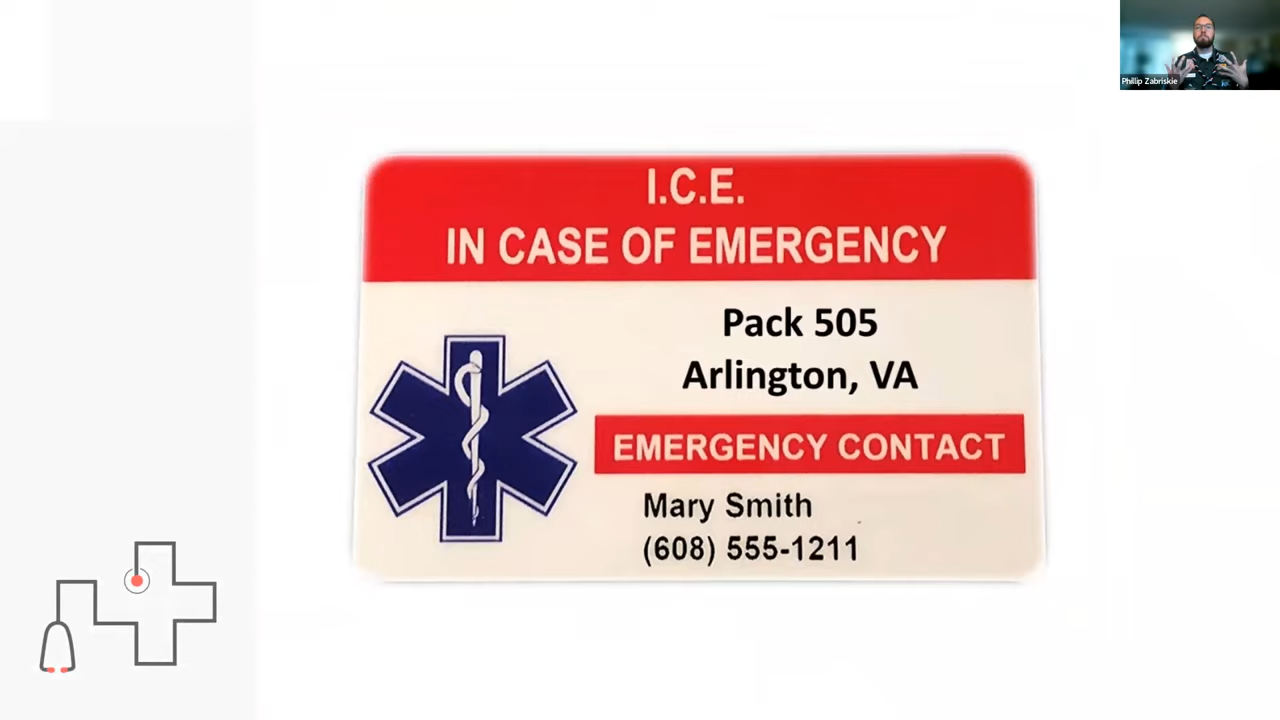 I.C.E.
IN CASE OF EMERGENCY
Pack 505
Arlington, VA
EMERGENCY CONTACT
Mary Smith
(608) 555-1211
Phillip Zabriskie